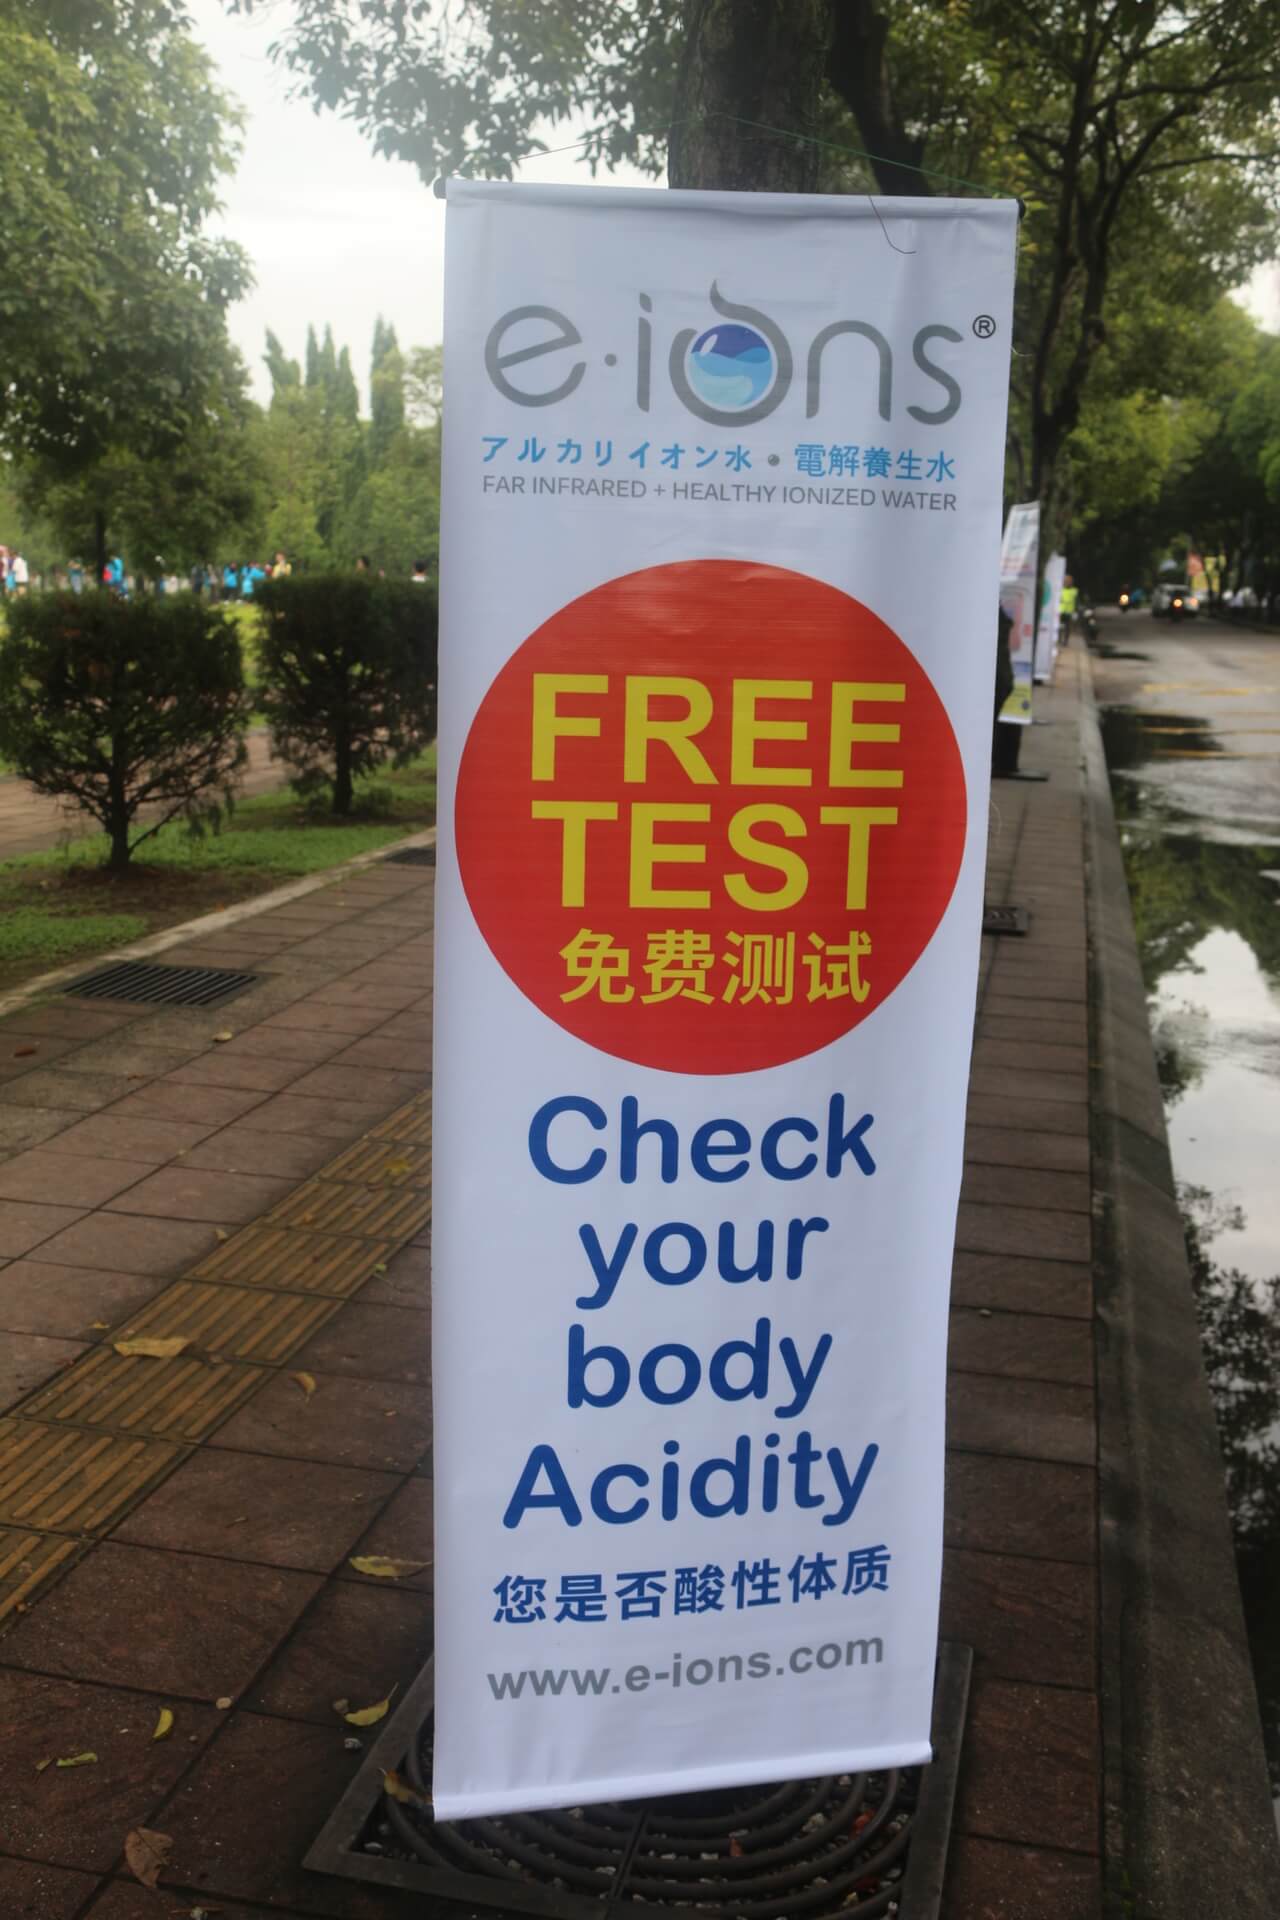 e·ions®
アルカリイオン水・電解養生水
FAR INFRARED + HEALTHY IONIZED WATER
FREE
TEST
免费测试
Check
your
body
Acidity
您是否酸性体质
www.e-ions.com